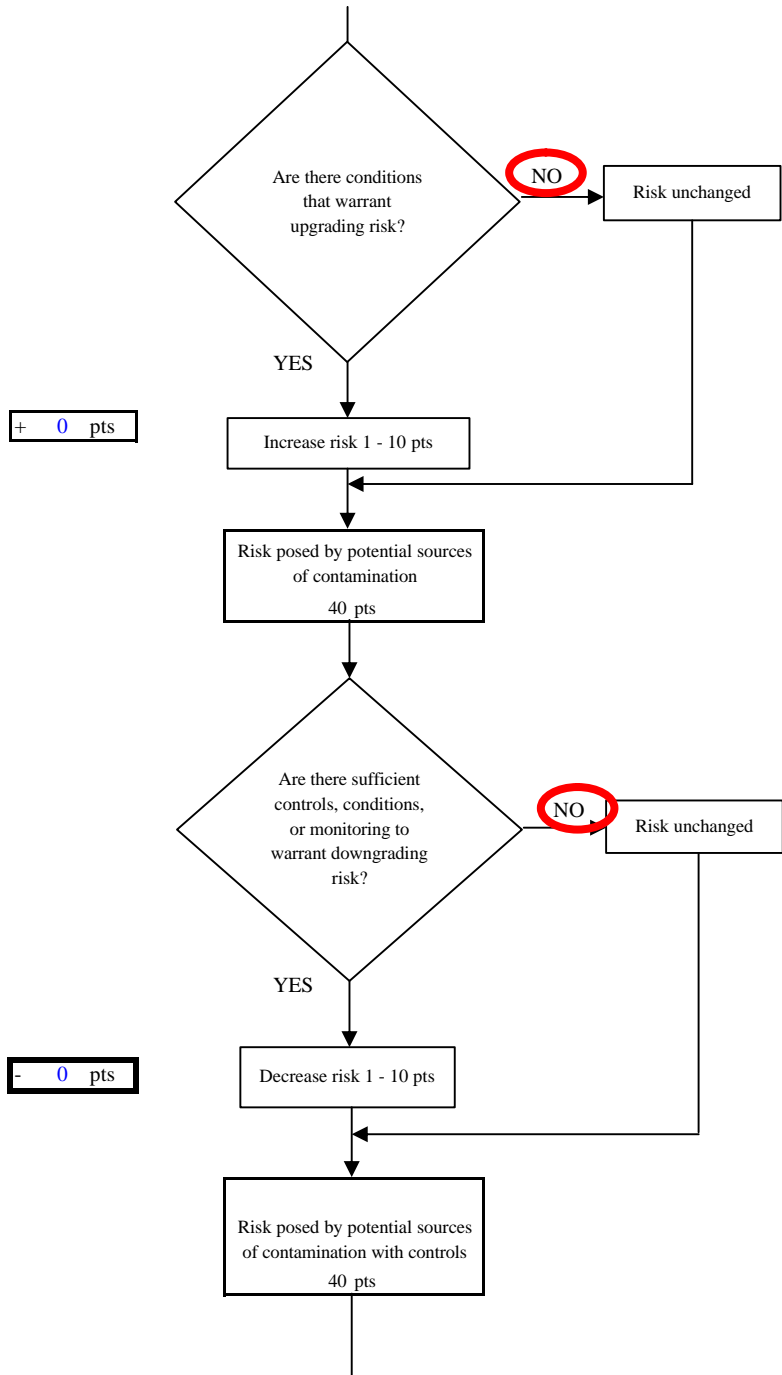 Are there conditions
that warrant
upgrading risk?
NO
Risk unchanged
YES
+ 0 pts
Increase risk 1 - 10 pts
Risk posed by potential sources
of contamination
40 pts
Are there sufficient
controls, conditions,
or monitoring to
warrant downgrading
risk?
NO
Risk unchanged
YES
- 0 pts
Decrease risk 1 - 10 pts
Risk posed by potential sources
of contamination with controls
40 pts